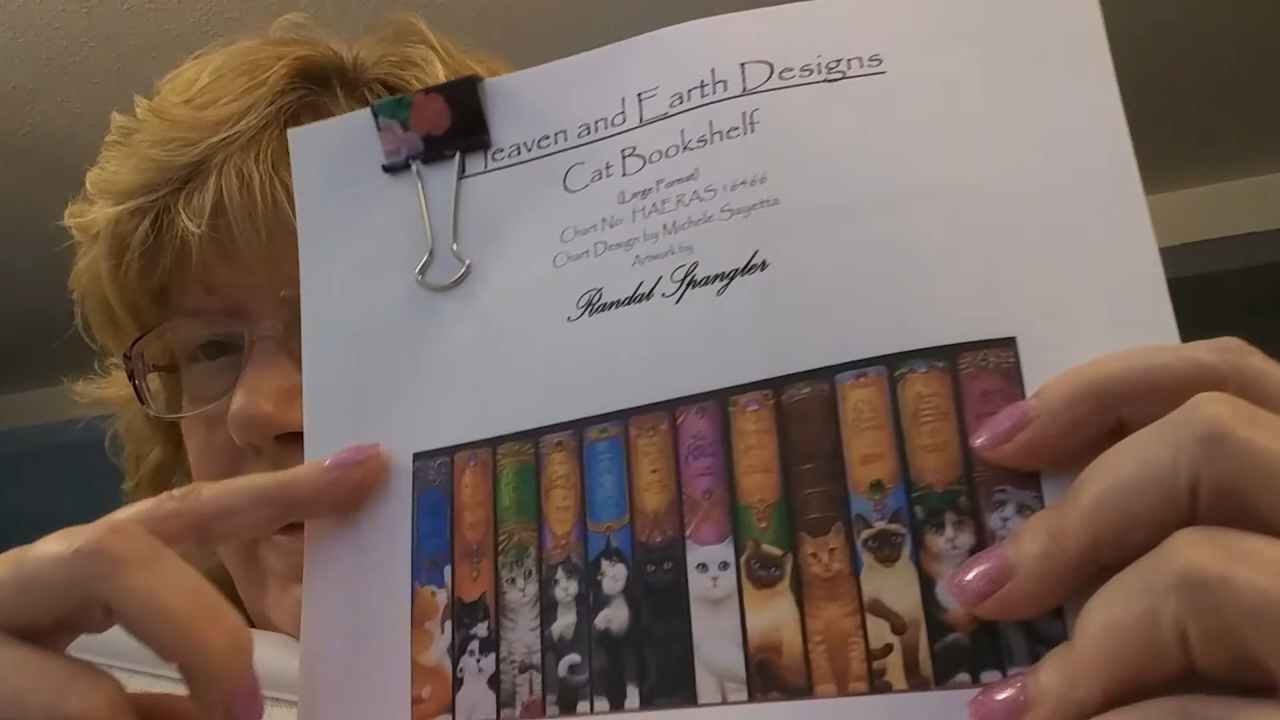 Heaven and Earth Designs
Cat Bookshelf
(Large Format)
Chart No: HAERAS 16466
Chart Design by Michele Sayetta
Artwork by
Randal Spangler